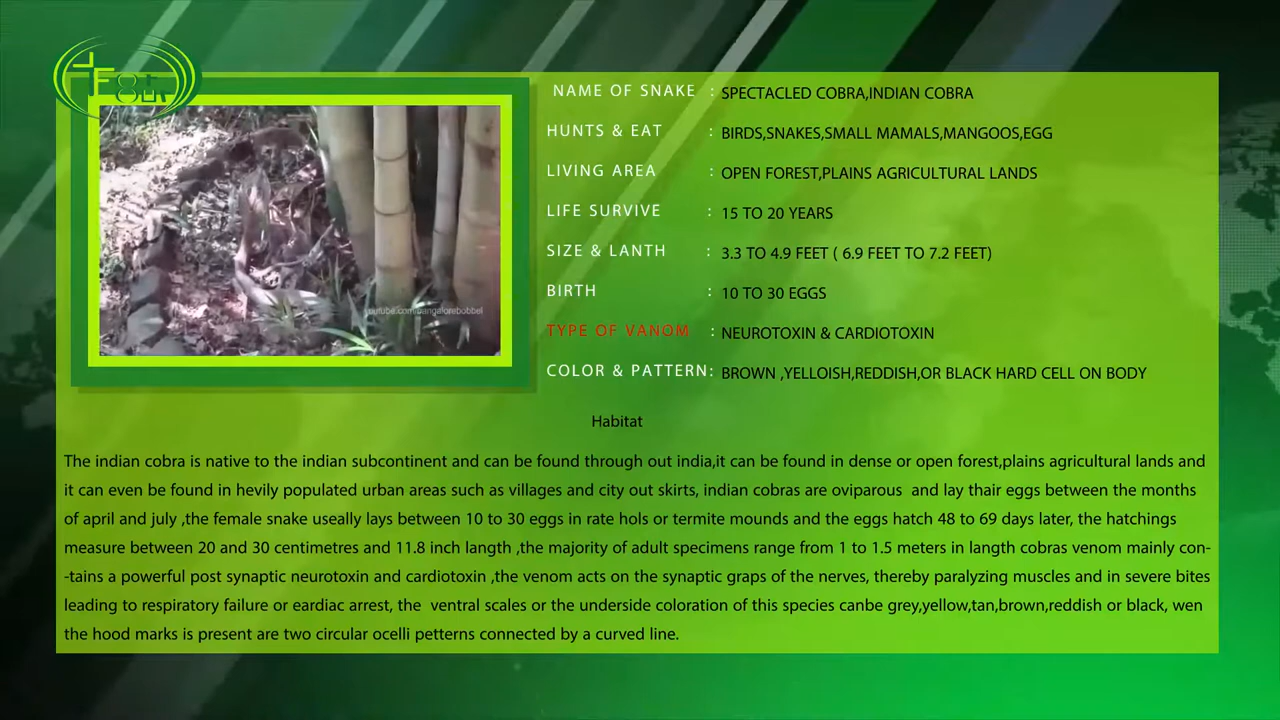 NAME OF SNAKE : SPECTACLED COBRA,INDIAN COBRA
HUNTS & EAT : BIRDS,SNAKES,SMALL MAMALS,MANGOOS,EGG
LIVING AREA : OPEN FOREST,PLAINS AGRICULTURAL LANDS
LIFE SURVIVE : 15 TO 20 YEARS
SIZE & LANTH : 3.3 TO 4.9 FEET ( 6.9 FEET TO 7.2 FEET)
BIRTH : 10 TO 30 EGGS
TYPE OF VANOM : NEUROTOXIN & CARDIOTOXIN
COLOR & PATTERN: BROWN ,YELLOISH,REDDISH,OR BLACK HARD CELL ON BODY
Habitat
The indian cobra is native to the indian subcontinent and can be found through out india,it can be found in dense or open forest,plains agricultural lands and
it can even be found in hevily populated urban areas such as villages and city out skirts, indian cobras are oviparous and lay thair eggs between the months
of april and july ,the female snake useally lays between 10 to 30 eggs in rate hols or termite mounds and the eggs hatch 48 to 69 days later, the hatchings
measure between 20 and 30 centimetres and 11.8 inch langth ,the majority of adult specimens range from 1 to 1.5 meters in langth cobras venom mainly con-
-tains a powerful post synaptic neurotoxin and cardiotoxin ,the venom acts on the synaptic graps of the nerves, thereby paralyzing muscles and in severe bites
leading to respiratory failure or eardiac arrest, the ventral scales or the underside coloration of this species canbe grey,yellow,tan,brown,reddish or black, wen
the hood marks is present are two circular ocelli petterns connected by a curved line.